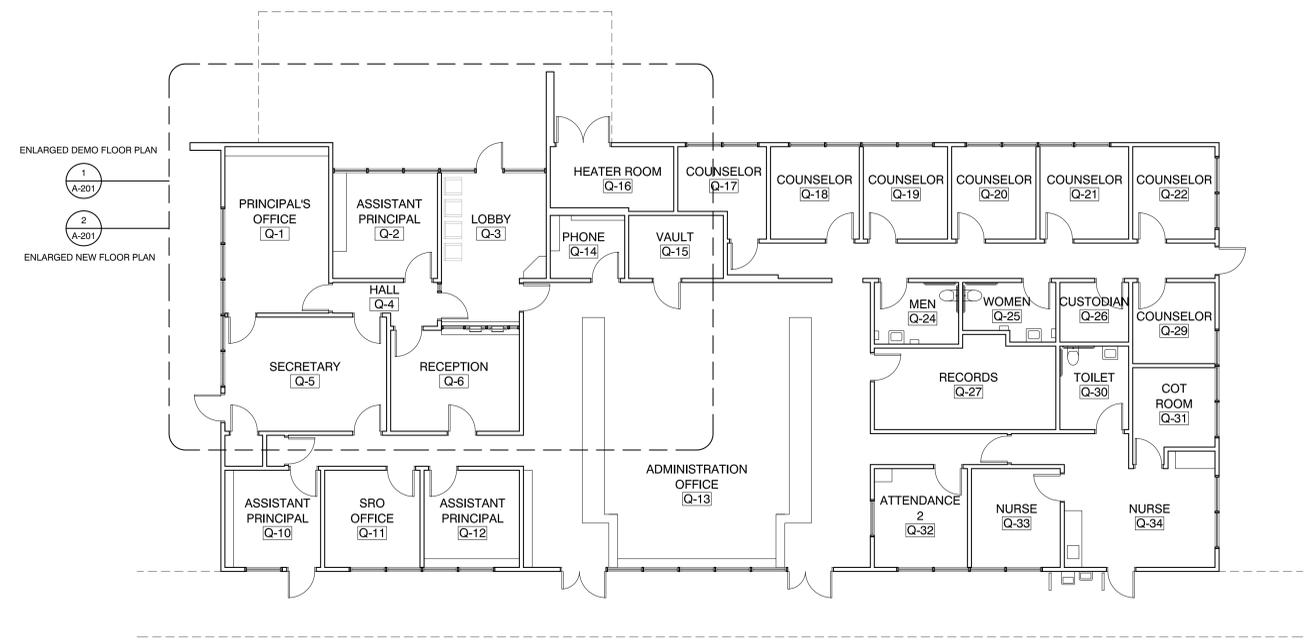 ENLARGED DEMO FLOOR PLAN
1
A-201
2
A-201
ENLARGED NEW FLOOR PLAN
PRINCIPAL'S
OFFICE
Q-1
ASSISTANT
PRINCIPAL
Q-2
LOBBY
Q-3
HALL
Q-4
SECRETARY
Q-5
RECEPTION
Q-6
HEATER ROOM
Q-16
PHONE
Q-14
VAULT
Q-15
COUNSELOR
Q-17
COUNSELOR
Q-18
COUNSELOR
Q-19
COUNSELOR
Q-20
COUNSELOR
Q-21
COUNSELOR
Q-22
MEN
Q-24
WOMEN
Q-25
CUSTODIAN
Q-26
COUNSELOR
Q-29
RECORDS
Q-27
TOILET
Q-30
COT
ROOM
Q-31
ASSISTANT
PRINCIPAL
Q-10
SRO
OFFICE
Q-11
ASSISTANT
PRINCIPAL
Q-12
ADMINISTRATION
OFFICE
Q-13
ATTENDANCE
2
Q-32
NURSE
Q-33
NURSE
Q-34